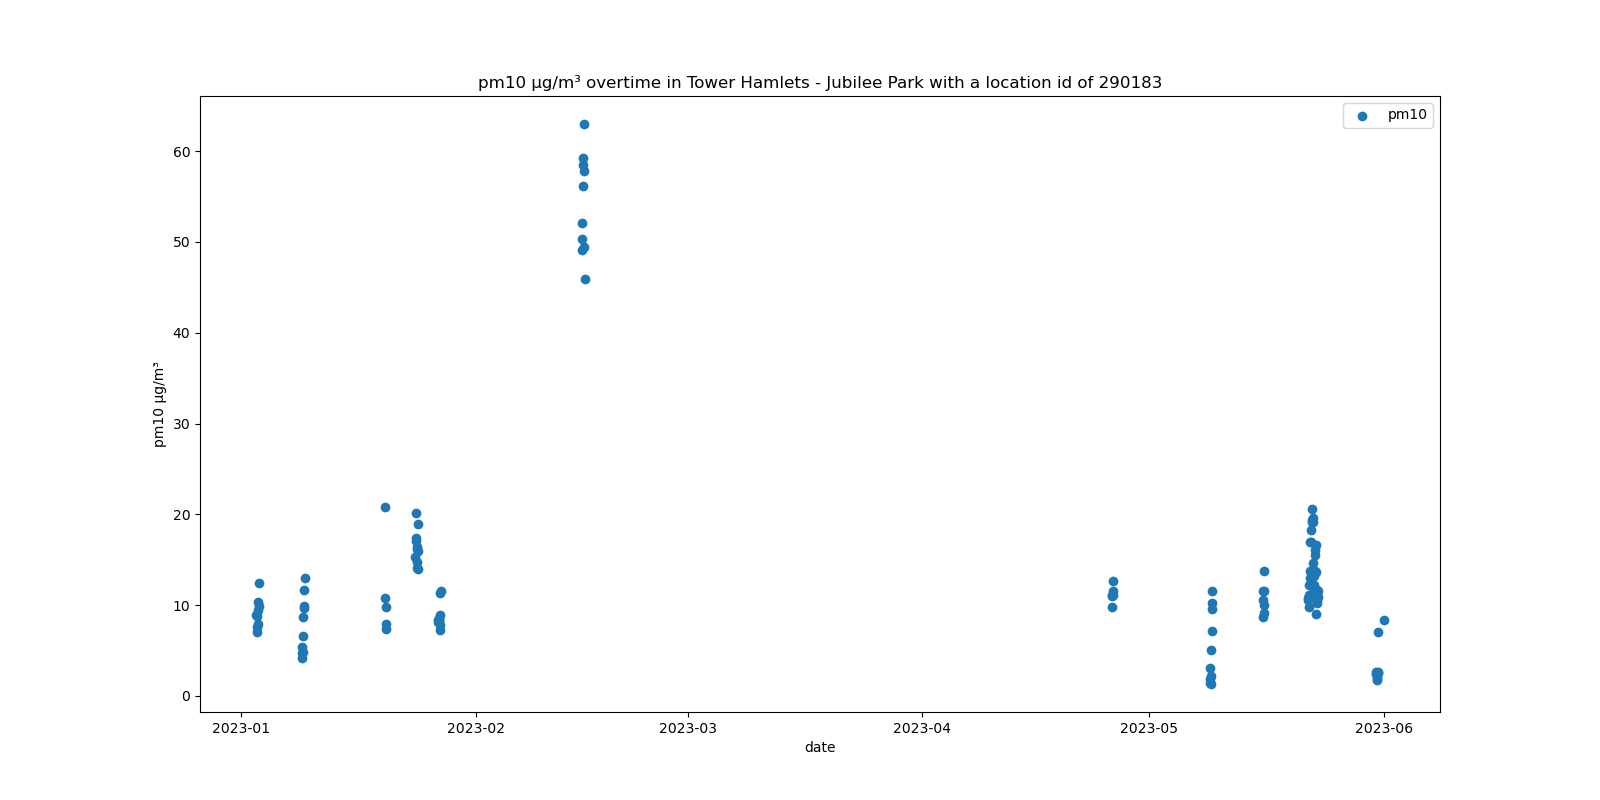 pm10 µg/m³ overtime in Tower Hamlets - Jubilee Park with a location id of 290183
pm10
60
50
40
30
20
10
0
pm10 µg/m³
2023-01 2023-02 2023-03 2023-04 2023-05 2023-06
date